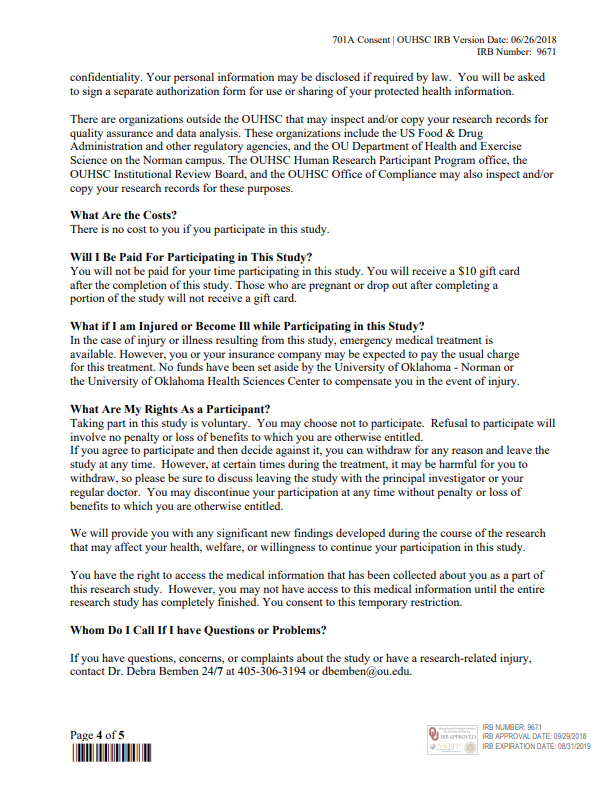 701A Consent | OUHSC IRB Version Date: 06/26/2018
IRB Number: 9671
confidentiality. Your personal information may be disclosed if required by law. You will be asked
to sign a separate authorization form for use or sharing of your protected health information.
There are organizations outside the OUHSC that may inspect and/or copy your research records for
quality assurance and data analysis. These organizations include the US Food & Drug
Administration and other regulatory agencies, and the OU Department of Health and Exercise
Science on the Norman campus. The OUHSC Human Research Participant Program office, the
OUHSC Institutional Review Board, and the OUHSC Office of Compliance may also inspect and/or
copy your research records for these purposes.
What Are the Costs?
There is no cost to you if you participate in this study.
Will I Be Paid For Participating in This Study?
You will not be paid for your time participating in this study. You will receive a $10 gift card
after the completion of this study. Those who are pregnant or drop out after completing a
portion of the study will not receive a gift card.
What if I am Injured or Become Ill while Participating in this Study?
In the case of injury or illness resulting from this study, emergency medical treatment is
available. However, you or your insurance company may be expected to pay the usual charge
for this treatment. No funds have been set aside by the University of Oklahoma - Norman or
the University of Oklahoma Health Sciences Center to compensate you in the event of injury.
What Are My Rights As a Participant?
Taking part in this study is voluntary. You may choose not to participate. Refusal to participate will
involve no penalty or loss of benefits to which you are otherwise entitled.
If you agree to participate and then decide against it, you can withdraw for any reason and leave the
study at any time. However, at certain times during the treatment, it may be harmful for you to
withdraw, so please be sure to discuss leaving the study with the principal investigator or your
regular doctor. You may discontinue your participation at any time without penalty or loss of
benefits to which you are otherwise entitled.
We will provide you with any significant new findings developed during the course of the research
that may affect your health, welfare, or willingness to continue your participation in this study.
You have the right to access the medical information that has been collected about you as a part of
this research study. However, you may not have access to this medical information until the entire
research study has completely finished. You consent to this temporary restriction.
Whom Do I Call If I have Questions or Problems?
If you have questions, concerns, or complaints about the study or have a research-related injury,
contact Dr. Debra Bemben 24/7 at 405-306-3194 or dbemben@ou.edu.
Page 4 of 5
IRB APPROVED
IRB NUMBER: 9671
IRB APPROVAL DATE: 09/29/2018
IRB EXPIRATION DATE: 08/31/2019